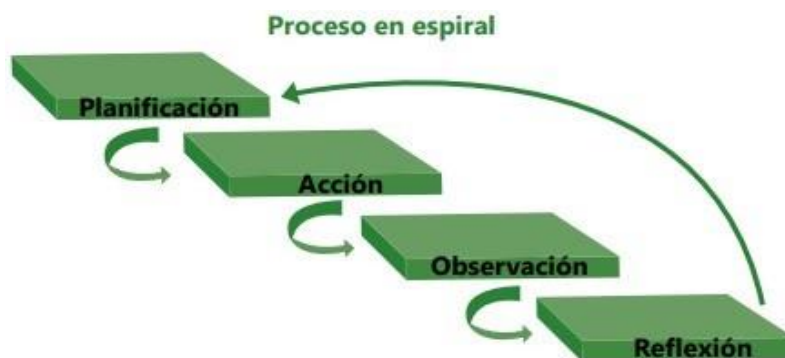 Proceso en espiral
Planificación
Acción
Observación
Reflexión